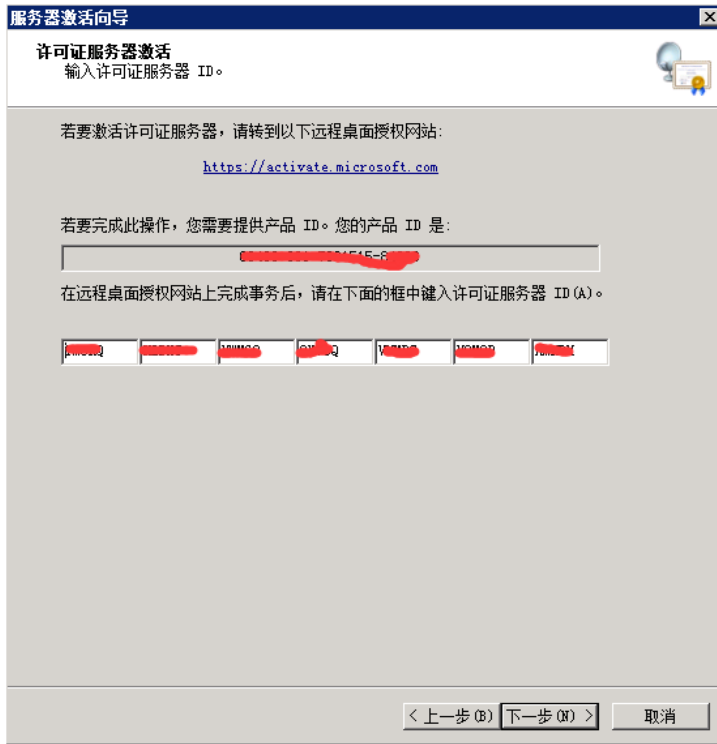 服务器激活向导
许可证服务器激活
输入许可证服务器 ID。
若要激活许可证服务器，请转到以下远程桌面授权网站:
https://activate.microsoft.com
若要完成此操作，您需要提供产品 ID。您的产品 ID 是:
在远程桌面授权网站上完成事务后，请在下面的框中键入许可证服务器 ID(A)。
< 上一步(B) 下一步(N) > 取消